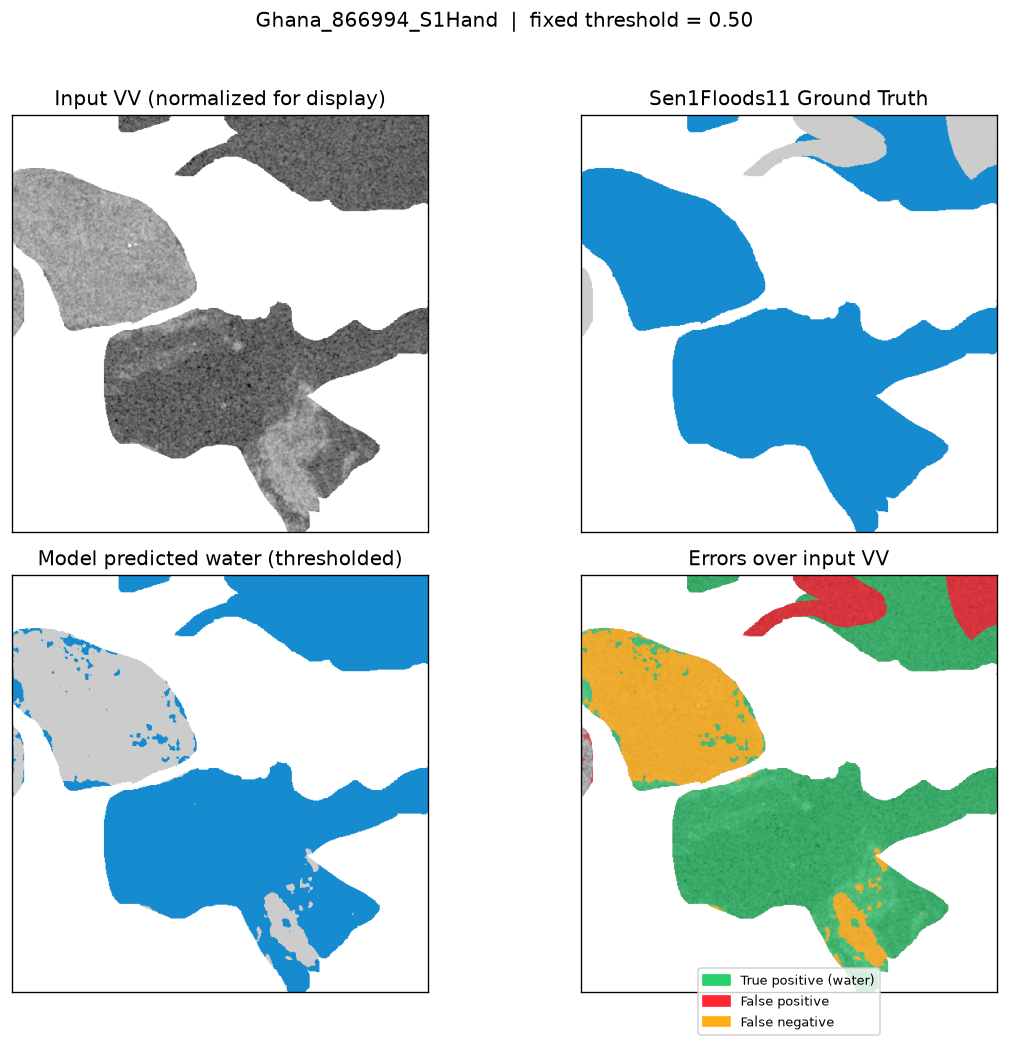 Ghana_866994_S1Hand | fixed threshold = 0.50
Input VV (normalized for display)
Sen1Floods11 Ground Truth
Model predicted water (thresholded)
Errors over input VV
True positive (water)
False positive
False negative